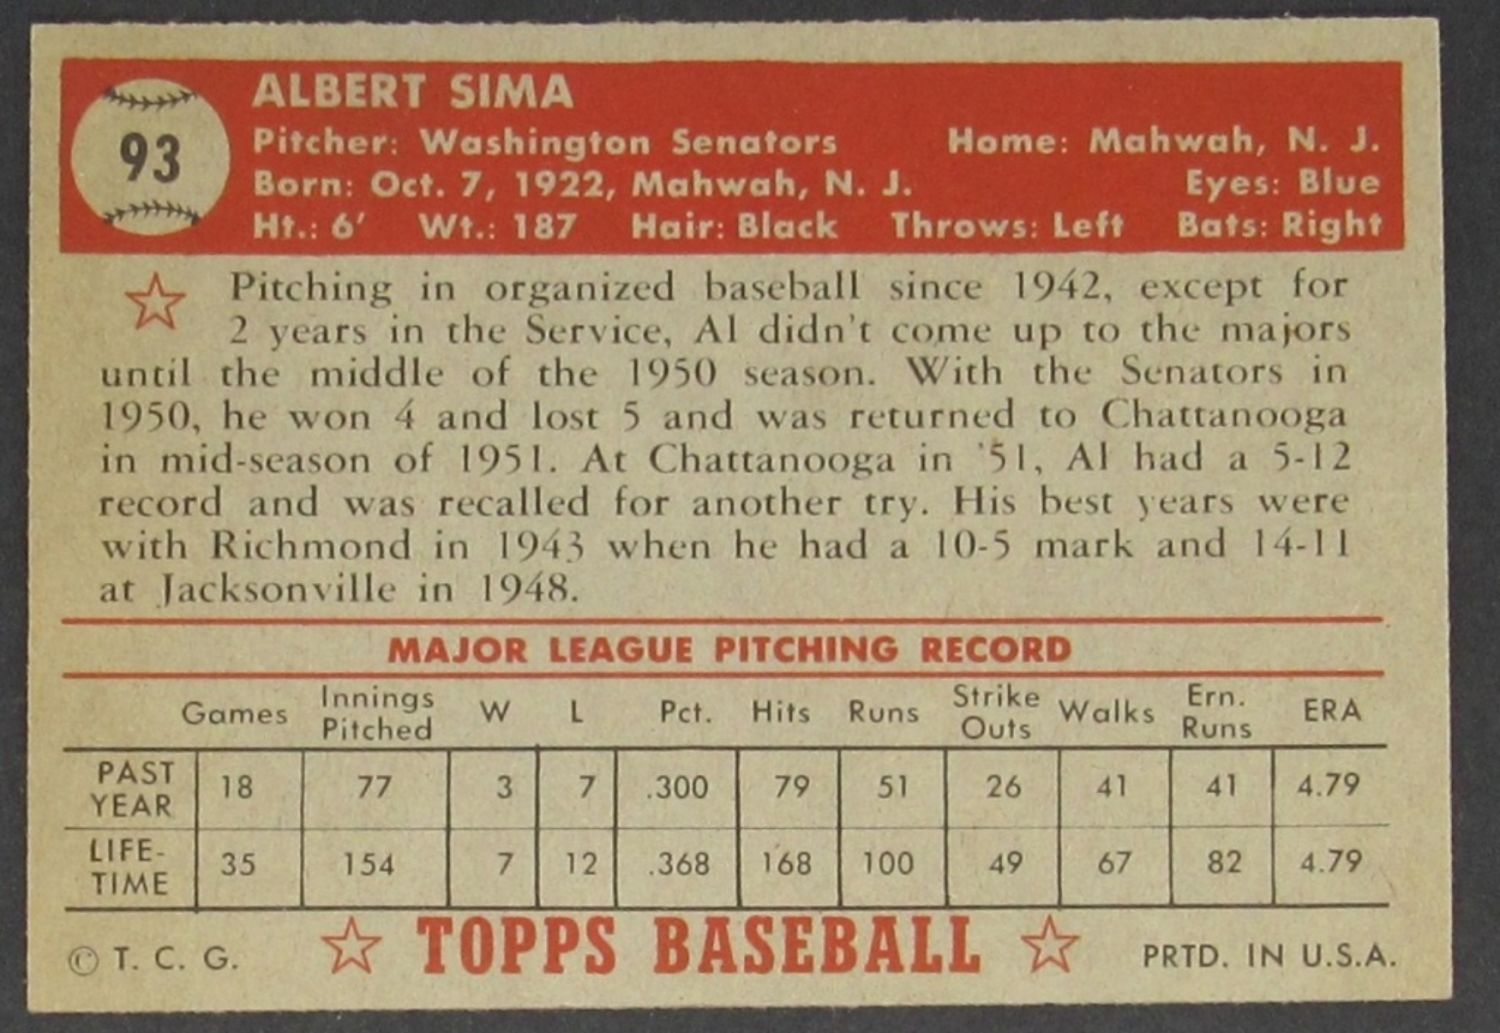 93
ALBERT SIMA
Pitcher: Washington Senators Home: Mahwah, N. J.
Born: Oct. 7, 1922, Mahwah, N. J. Eyes: Blue
Ht.: 6' Wt.: 187 Hair: Black Throws: Left Bats: Right
Pitching in organized baseball since 1942, except for
2 years in the Service, Al didn't come up to the majors
until the middle of the 1950 season. With the Senators in
1950, he won 4 and lost 5 and was returned to Chattanooga
in mid-season of 1951. At Chattanooga in '51, Al had a 5-12
record and was recalled for another try. His best years were
with Richmond in 1943 when he had a 10-5 mark and 14-11
at Jacksonville in 1948.
MAJOR LEAGUE PITCHING RECORD
Games Innings Pitched W L Pct. Hits Runs Strike Outs Walks Ern. Runs ERA
PAST YEAR 18 77 3 7 .300 79 51 26 41 41 4.79
LIFE-TIME 35 154 7 12 .368 168 100 49 67 82 4.79
© T. C. G. TOPPS BASEBALL PRTD. IN U.S.A.